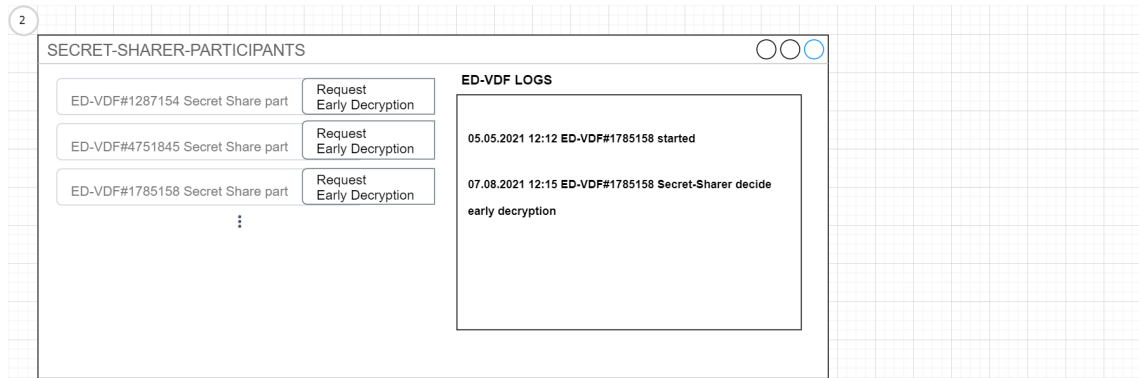 2
SECRET-SHARER-PARTICIPANTS
ED-VDF#1287154 Secret Share part
Request
Early Decryption
ED-VDF#4751845 Secret Share part
Request
Early Decryption
ED-VDF#1785158 Secret Share part
Request
Early Decryption
ED-VDF LOGS
05.05.2021 12:12 ED-VDF#1785158 started
07.08.2021 12:15 ED-VDF#1785158 Secret-Sharer decide
early decryption